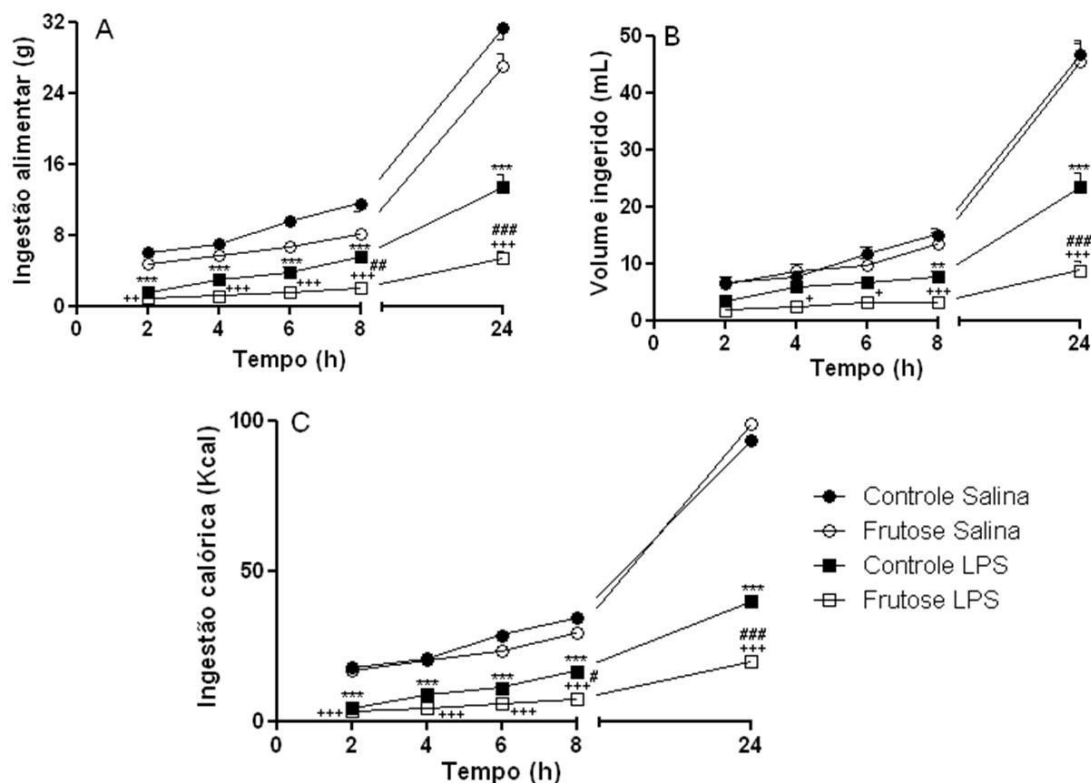 A
Ingestão alimentar (g)
32
24
16
8
0
***
***
***
***
***
##
###
++
+++
+++
+++
+++
0 2 4 6 8 24
Tempo (h)
B
Volume ingerido (mL)
50
40
30
20
10
0
**
***
###
+
+
+++
+++
0 2 4 6 8 24
Tempo (h)
C
Ingestão calórica (Kcal)
100
50
0
***
***
***
***
***
#
###
+++
+++
+++
+++
+++
0 2 4 6 8 24
Tempo (h)
Controle Salina
Frutose Salina
Controle LPS
Frutose LPS